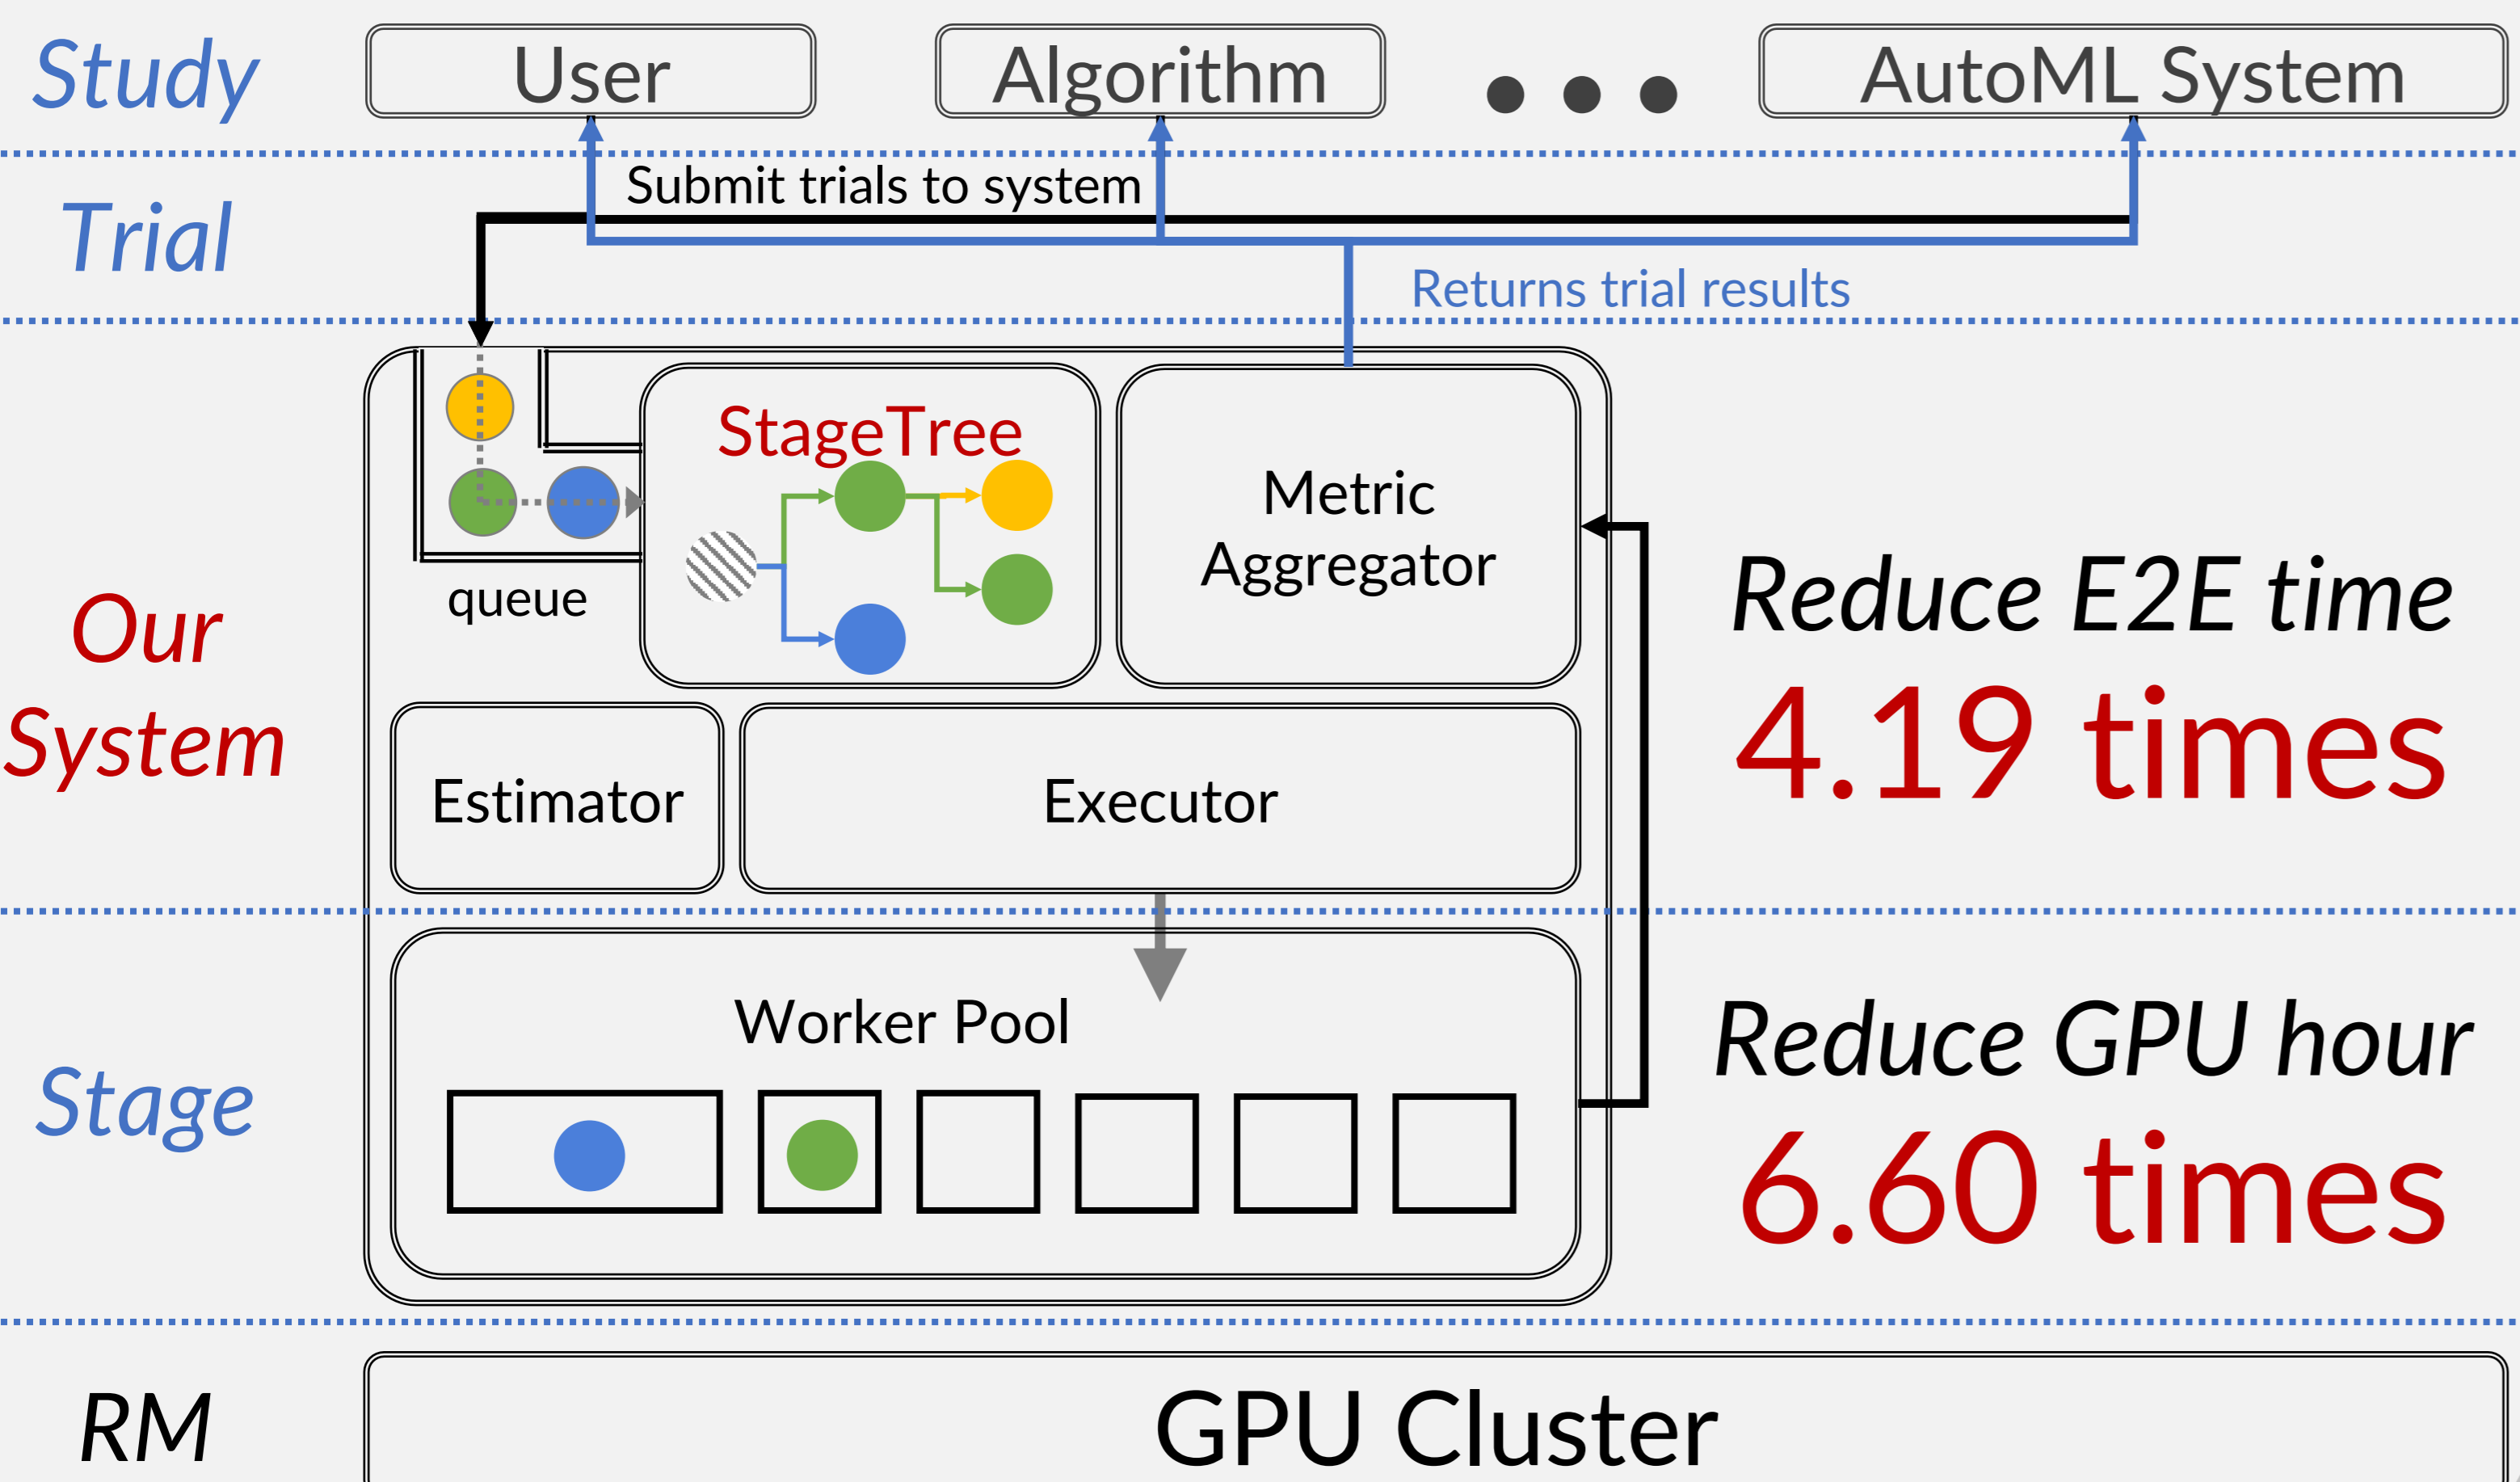 Study
User
Algorithm
AutoML System
Trial
Submit trials to system
Returns trial results
Our
System
queue
StageTree
Metric
Aggregator
Estimator
Executor
Reduce E2E time
4.19 times
Stage
Worker Pool
Reduce GPU hour
6.60 times
RM
GPU Cluster